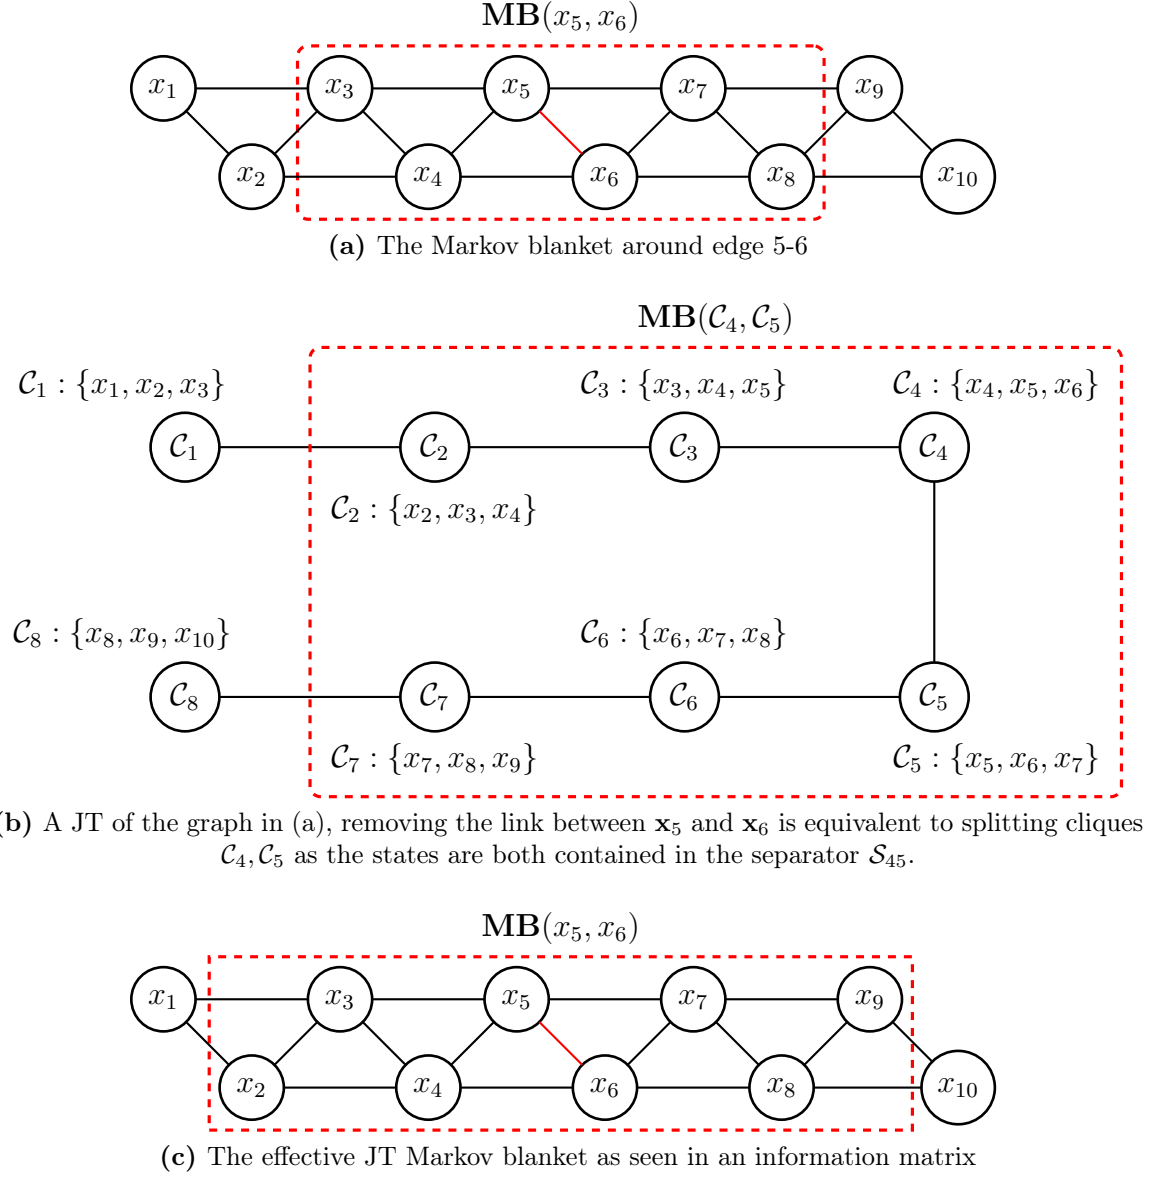 MB(x₅, x₆)
x₁ x₃ x₅ x₇ x₉
x₂ x₄ x₆ x₈ x₁₀
(a) The Markov blanket around edge 5-6
MB(𝒞₄, 𝒞₅)
𝒞₁ : {x₁, x₂, x₃} 𝒞₃ : {x₃, x₄, x₅} 𝒞₄ : {x₄, x₅, x₆}
𝒞₁ 𝒞₂ 𝒞₃ 𝒞₄
𝒞₂ : {x₂, x₃, x₄}
𝒞₈ : {x₈, x₉, x₁₀} 𝒞₆ : {x₆, x₇, x₈}
𝒞₈ 𝒞₇ 𝒞₆ 𝒞₅
𝒞₇ : {x₇, x₈, x₉} 𝒞₅ : {x₅, x₆, x₇}
b) A JT of the graph in (a), removing the link between x₅ and x₆ is equivalent to splitting cliques
𝒞₄, 𝒞₅ as the states are both contained in the separator 𝒮₄₅.
MB(x₅, x₆)
x₁ x₃ x₅ x₇ x₉
x₂ x₄ x₆ x₈ x₁₀
(c) The effective JT Markov blanket as seen in an information matrix